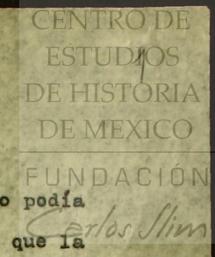 CENTRO DE
ESTUDIOS
DE HISTORIA
DE MEXICO
FUNDACIÓN
Carlos Slim
o podía
que la